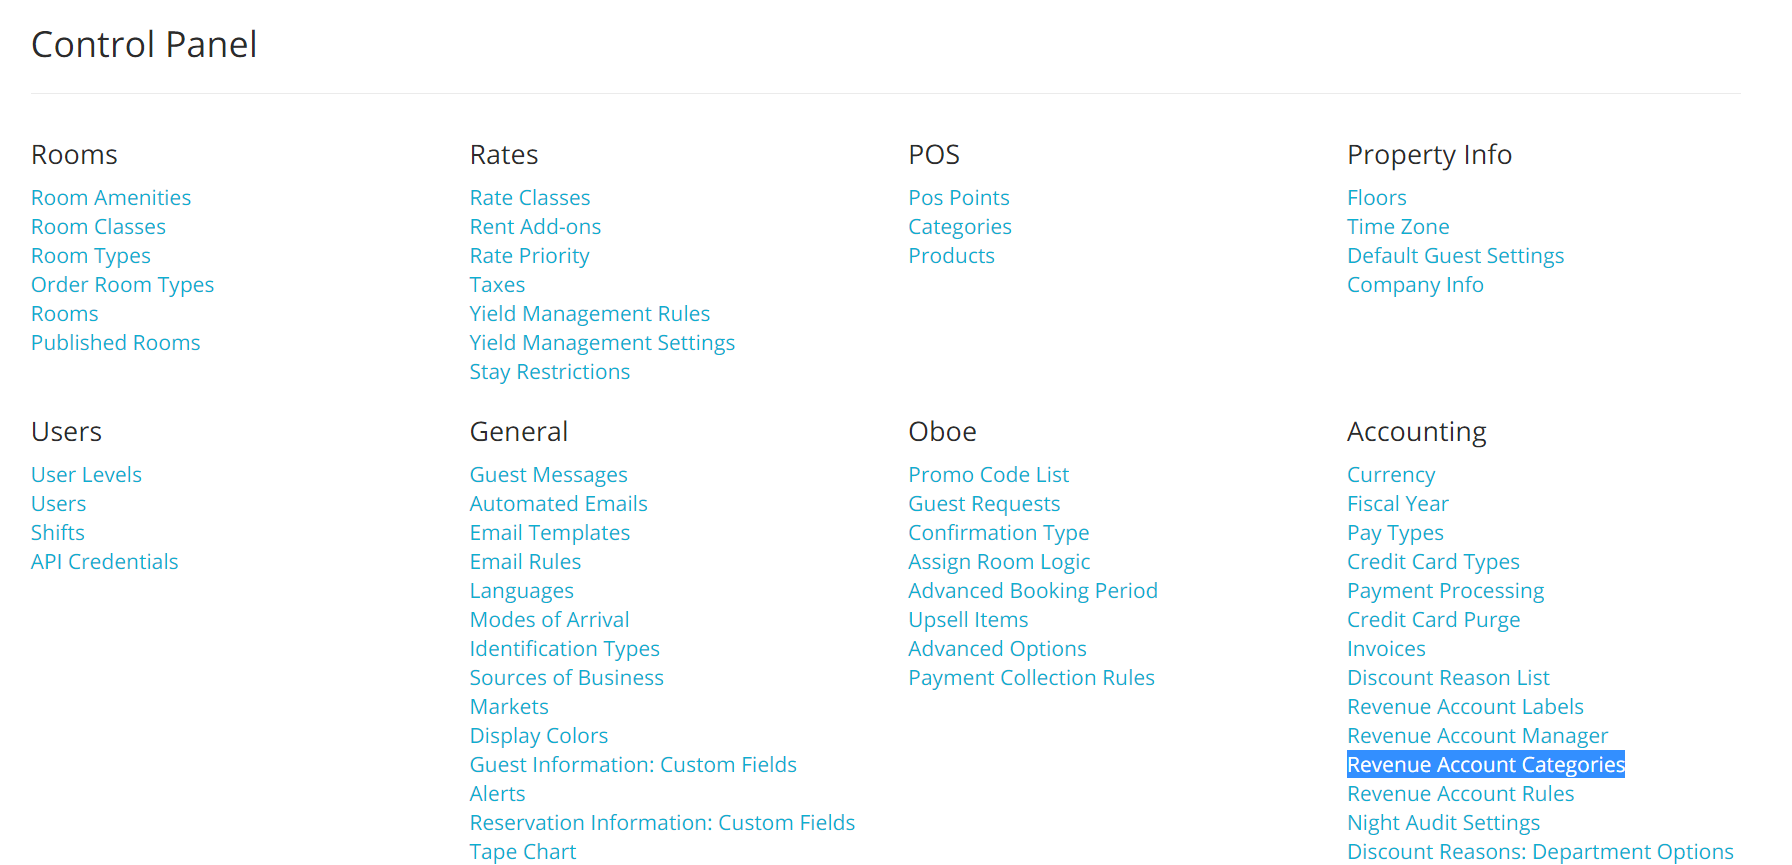 Control Panel
Rooms
Room Amenities
Room Classes
Room Types
Order Room Types
Rooms
Published Rooms
Rates
Rate Classes
Rent Add-ons
Rate Priority
Taxes
Yield Management Rules
Yield Management Settings
Stay Restrictions
POS
Pos Points
Categories
Products
Property Info
Floors
Time Zone
Default Guest Settings
Company Info
Users
User Levels
Users
Shifts
API Credentials
General
Guest Messages
Automated Emails
Email Templates
Email Rules
Languages
Modes of Arrival
Identification Types
Sources of Business
Markets
Display Colors
Guest Information: Custom Fields
Alerts
Reservation Information: Custom Fields
Tape Chart
Oboe
Promo Code List
Guest Requests
Confirmation Type
Assign Room Logic
Advanced Booking Period
Upsell Items
Advanced Options
Payment Collection Rules
Accounting
Currency
Fiscal Year
Pay Types
Credit Card Types
Payment Processing
Credit Card Purge
Invoices
Discount Reason List
Revenue Account Labels
Revenue Account Manager
Revenue Account Categories
Revenue Account Rules
Night Audit Settings
Discount Reasons: Department Options